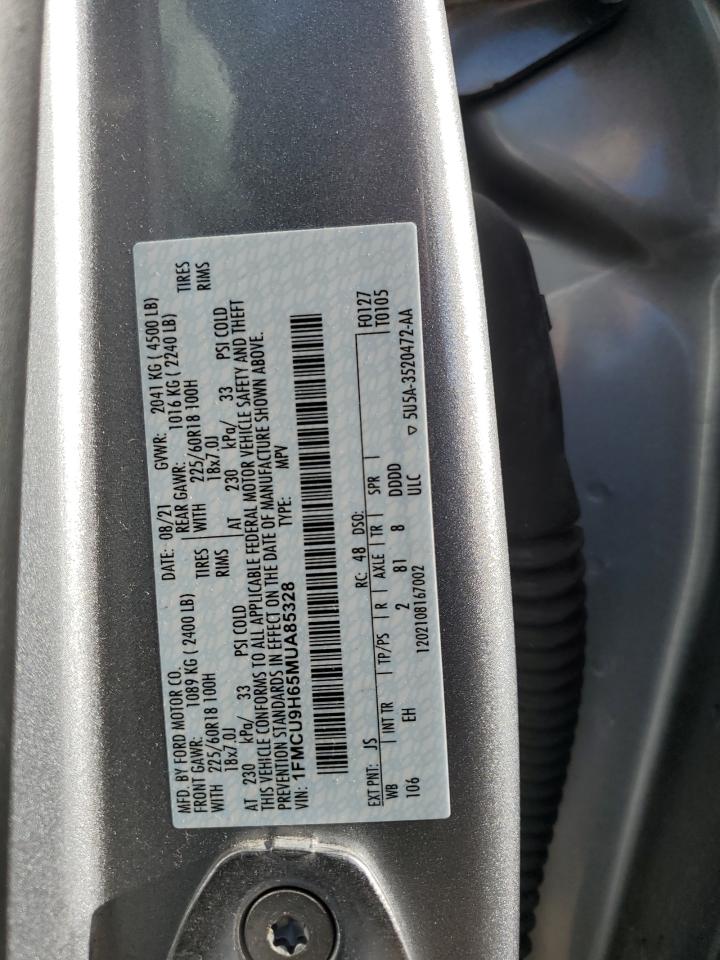 MFD. BY FORD MOTOR CO.
DATE: 08/21 GVWR: 2041 KG ( 4500 LB)
FRONT GAWR: 1089 KG ( 2400 LB) REAR GAWR: 1016 KG ( 2240 LB)
WITH 225/60R18 100H TIRES WITH 225/60R18 100H TIRES
18x7.0J RIMS 18x7.0J RIMS
AT 230 kPa/ 33 PSI COLD AT 230 kPa/ 33 PSI COLD
THIS VEHICLE CONFORMS TO ALL APPLICABLE FEDERAL MOTOR VEHICLE SAFETY AND THEFT
PREVENTION STANDARDS IN EFFECT ON THE DATE OF MANUFACTURE SHOWN ABOVE.
VIN: 1FMCU9H65MUA85328 TYPE: MPV
F0127
EXT PNT: JS RC: 48 DSO: T0105
WB INT TR TP/PS R AXLE TR SPR
106 EH 2 81 8 DDDD ▽ 5U5A-3520472-AA
1202108167002 ULC